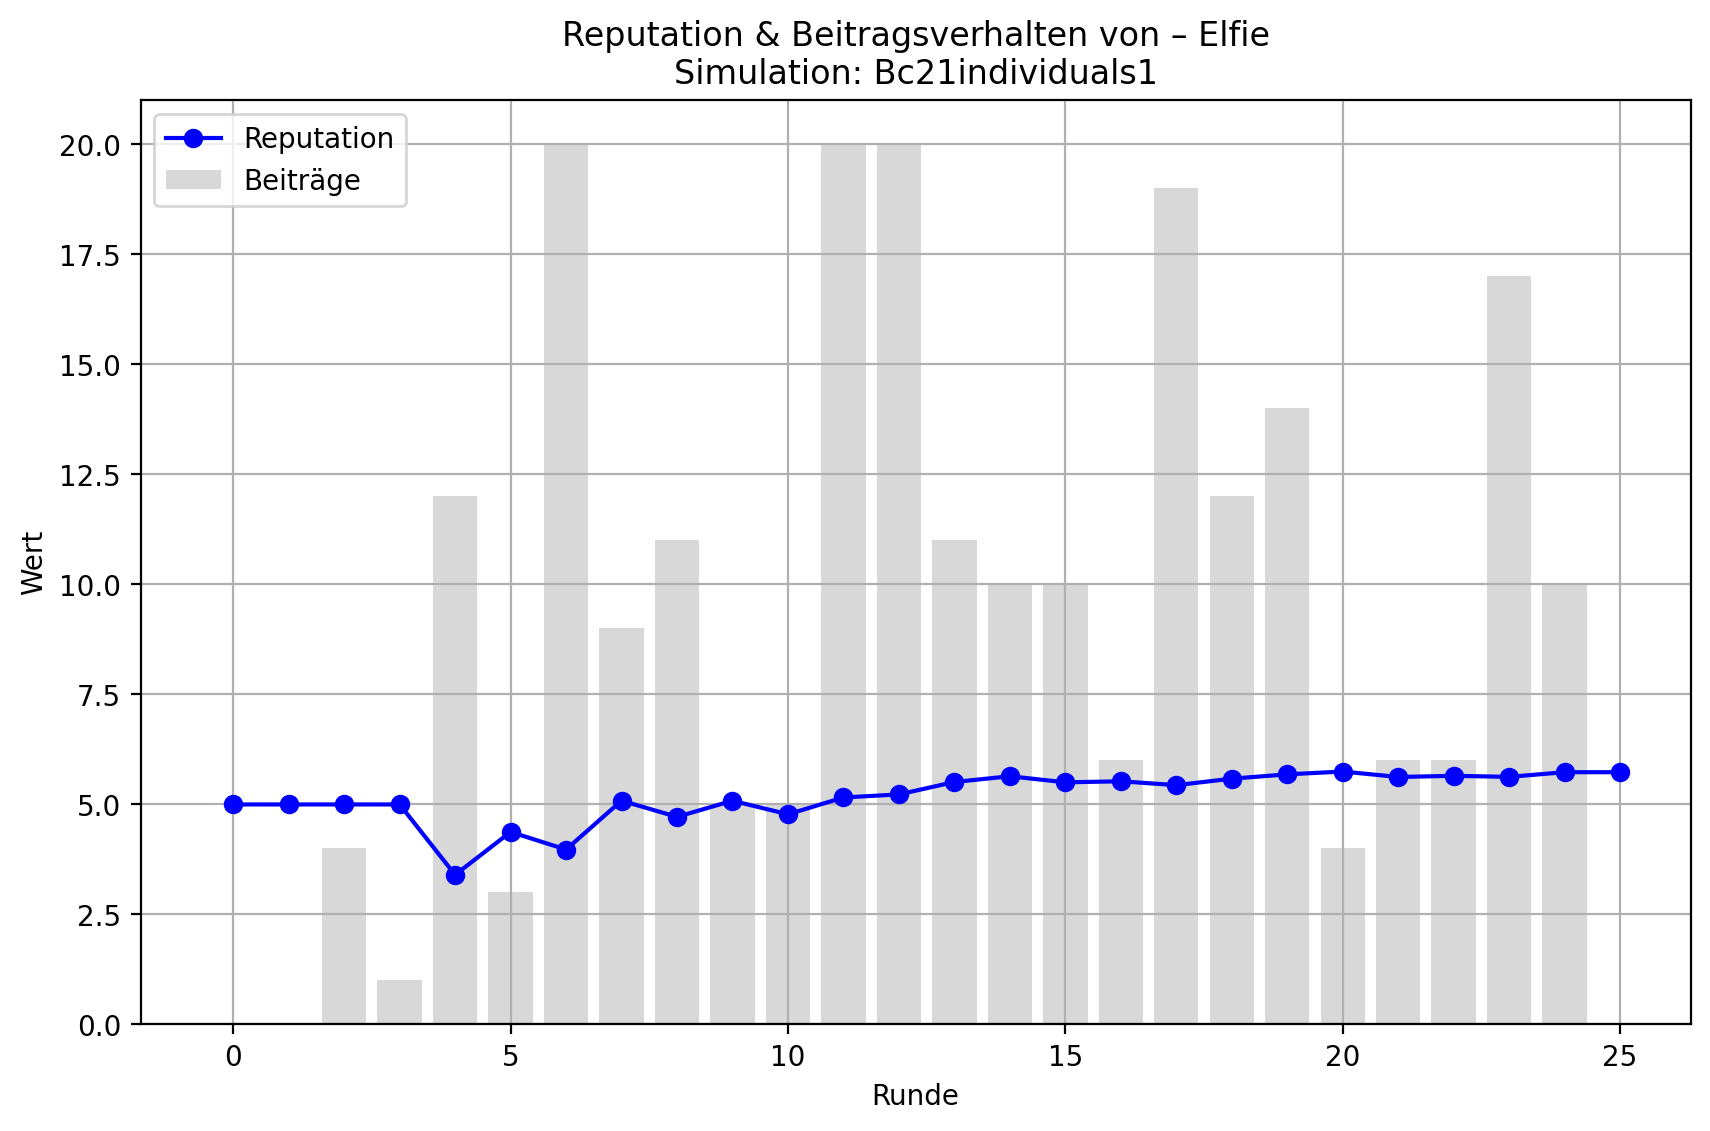 Reputation & Beitragsverhalten von – Elfie
Simulation: Bc21individuals1
Reputation
Beiträge
20.0
17.5
15.0
12.5
10.0
7.5
5.0
2.5
0.0
Wert
0 5 10 15 20 25
Runde